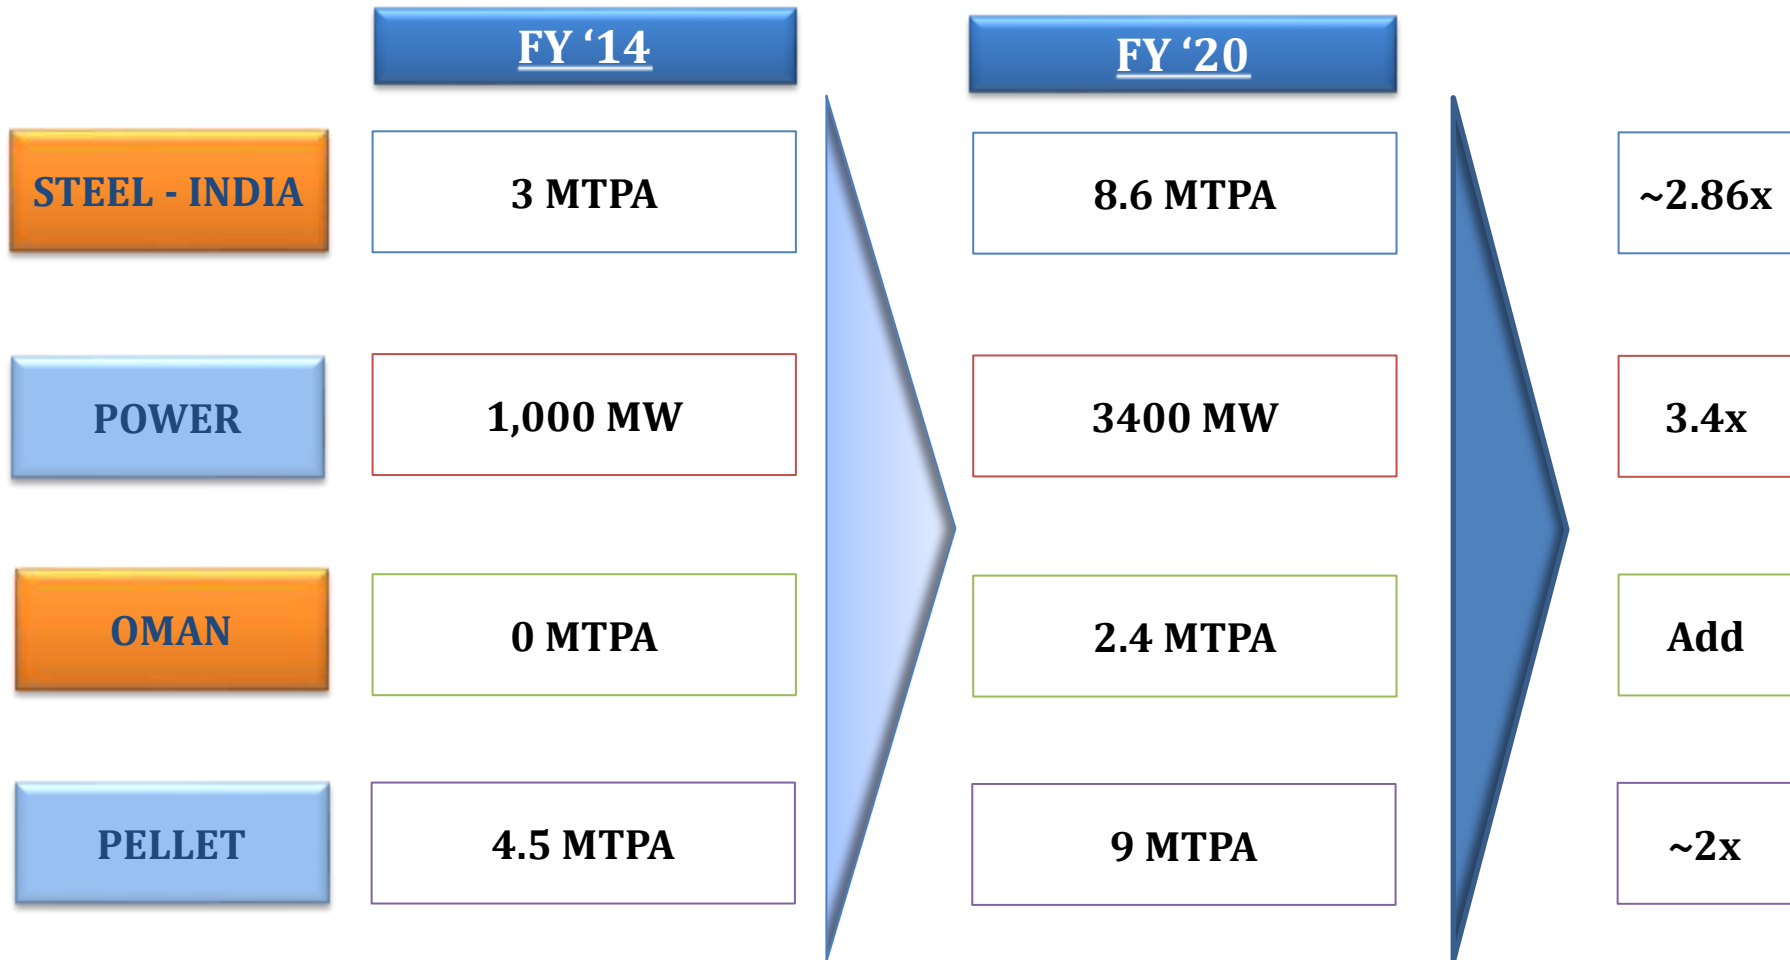 FY ‘14
FY ‘20
STEEL - INDIA
3 MTPA
8.6 MTPA
~2.86x
POWER
1,000 MW
3400 MW
3.4x
OMAN
0 MTPA
2.4 MTPA
Add
PELLET
4.5 MTPA
9 MTPA
~2x